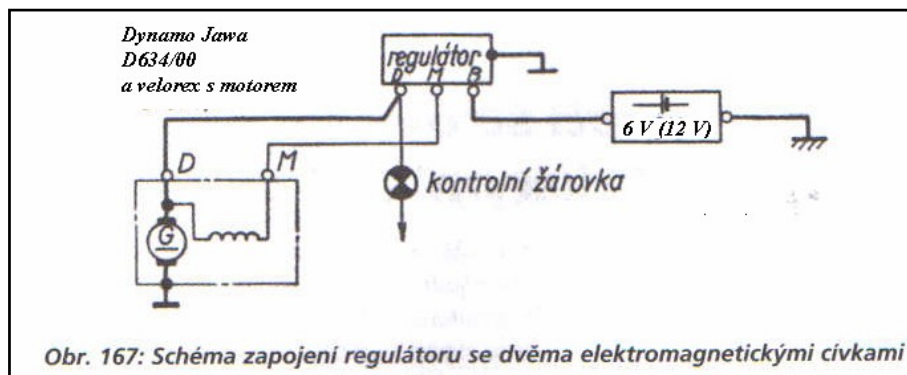 Dynamo Jawa
D634/00
a velorex s motorem
regulátor
D M B
6 V (12 V)
D M
kontrolní žárovka
G
Obr. 167: Schéma zapojení regulátoru se dvěma elektromagnetickými cívkami